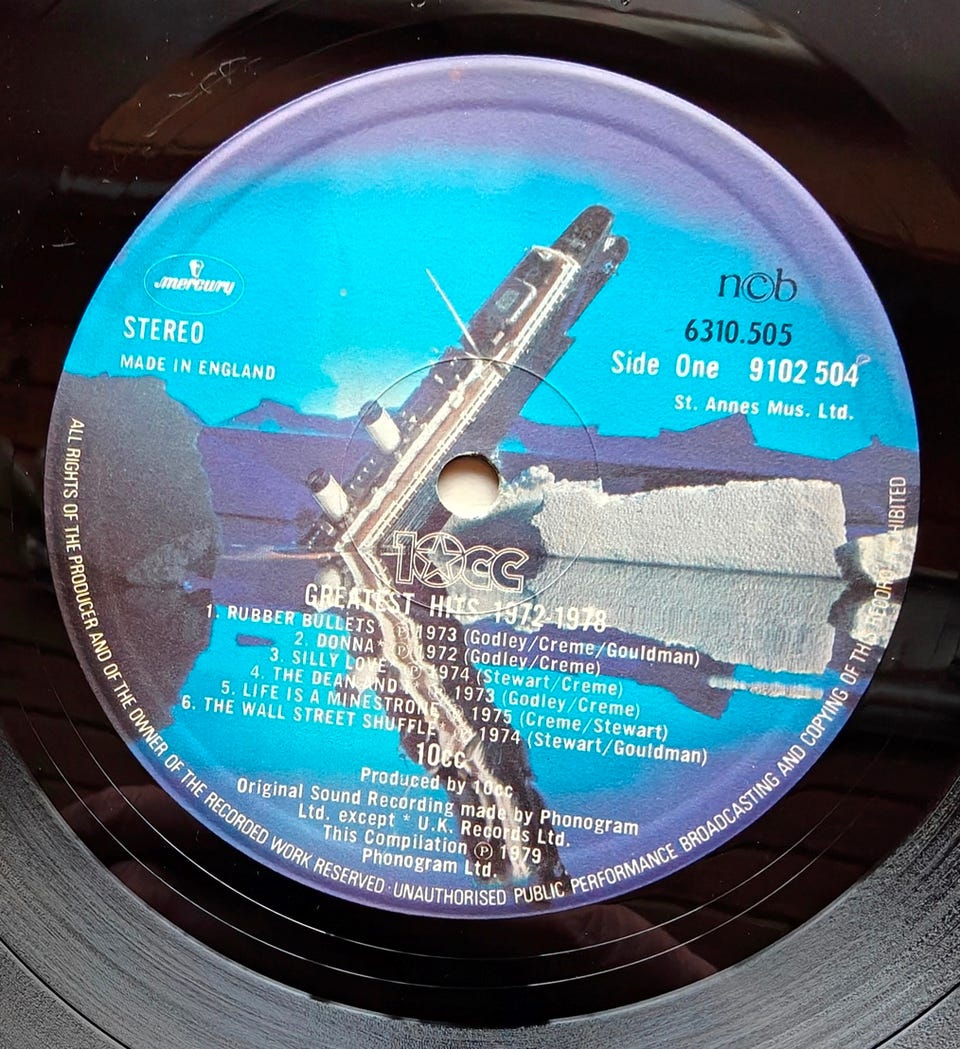 mercury
STEREO
MADE IN ENGLAND
n©b
6310.505
Side One 9102 504
St. Annes Mus. Ltd.
10CC
GREATEST HITS 1972-1978
1. RUBBER BULLETS* ℗ 1973 (Godley/Creme/Gouldman)
2. DONNA* ℗ 1972 (Godley/Creme)
3. SILLY LOVE* ℗ 1974 (Stewart/Creme)
4. THE DEAN AND ℗ 1973 (Godley/Creme)
5. LIFE IS A MINESTRONE ℗ 1975 (Creme/Stewart)
6. THE WALL STREET SHUFFLE* ℗ 1974 (Stewart/Gouldman)
10cc
Produced by 10cc
Original Sound Recording made by Phonogram
Ltd. except * U.K. Records Ltd.
This Compilation ℗ 1979
Phonogram Ltd.
ALL RIGHTS OF THE PRODUCER AND OF THE OWNER OF THE RECORDED WORK RESERVED · UNAUTHORISED PUBLIC PERFORMANCE BROADCASTING AND COPYING OF THIS RECORD PROHIBITED